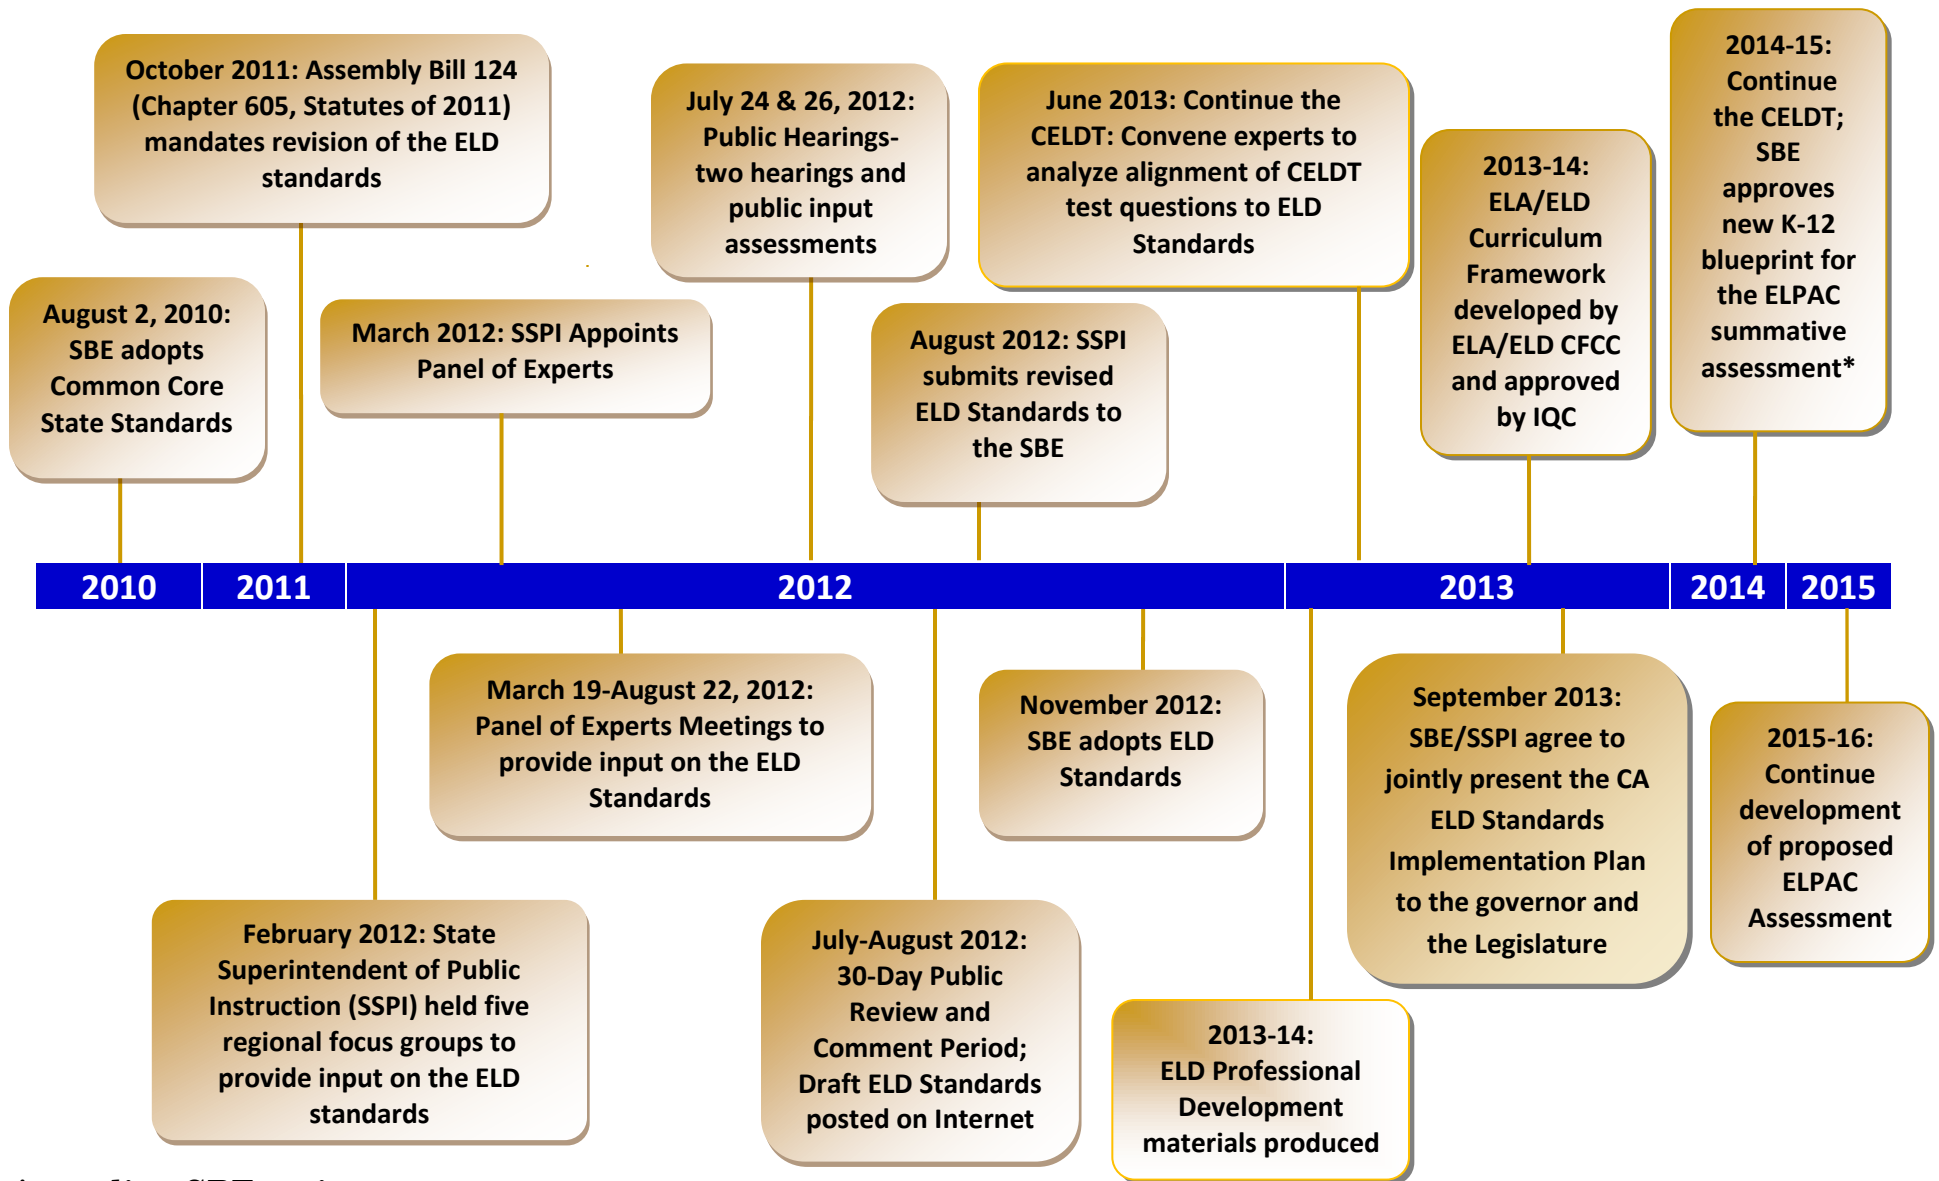 October 2011: Assembly Bill 124
(Chapter 605, Statutes of 2011)
mandates revision of the ELD
standards
July 24 & 26, 2012:
Public Hearings-
two hearings and
public input
assessments
June 2013: Continue the
CELDT: Convene experts to
analyze alignment of CELDT
test questions to ELD
Standards
2013-14:
ELA/ELD
Curriculum
Framework
developed by
ELA/ELD CFCC
and approved
by IQC
2014-15:
Continue
the CELDT;
SBE
approves
new K-12
blueprint for
the ELPAC
summative
assessment*
August 2, 2010:
SBE adopts
Common Core
State Standards
March 2012: SSPI Appoints
Panel of Experts
August 2012: SSPI
submits revised
ELD Standards to
the SBE
2010
2011
2012
2013
2014
2015
March 19-August 22, 2012:
Panel of Experts Meetings to
provide input on the ELD
Standards
November 2012:
SBE adopts ELD
Standards
September 2013:
SBE/SSPI agree to
jointly present the CA
ELD Standards
Implementation Plan
to the governor and
the Legislature
2015-16:
Continue
development
of proposed
ELPAC
Assessment
February 2012: State
Superintendent of Public
Instruction (SSPI) held five
regional focus groups to
provide input on the ELD
standards
July-August 2012:
30-Day Public
Review and
Comment Period;
Draft ELD Standards
posted on Internet
2013-14:
ELD Professional
Development
materials produced